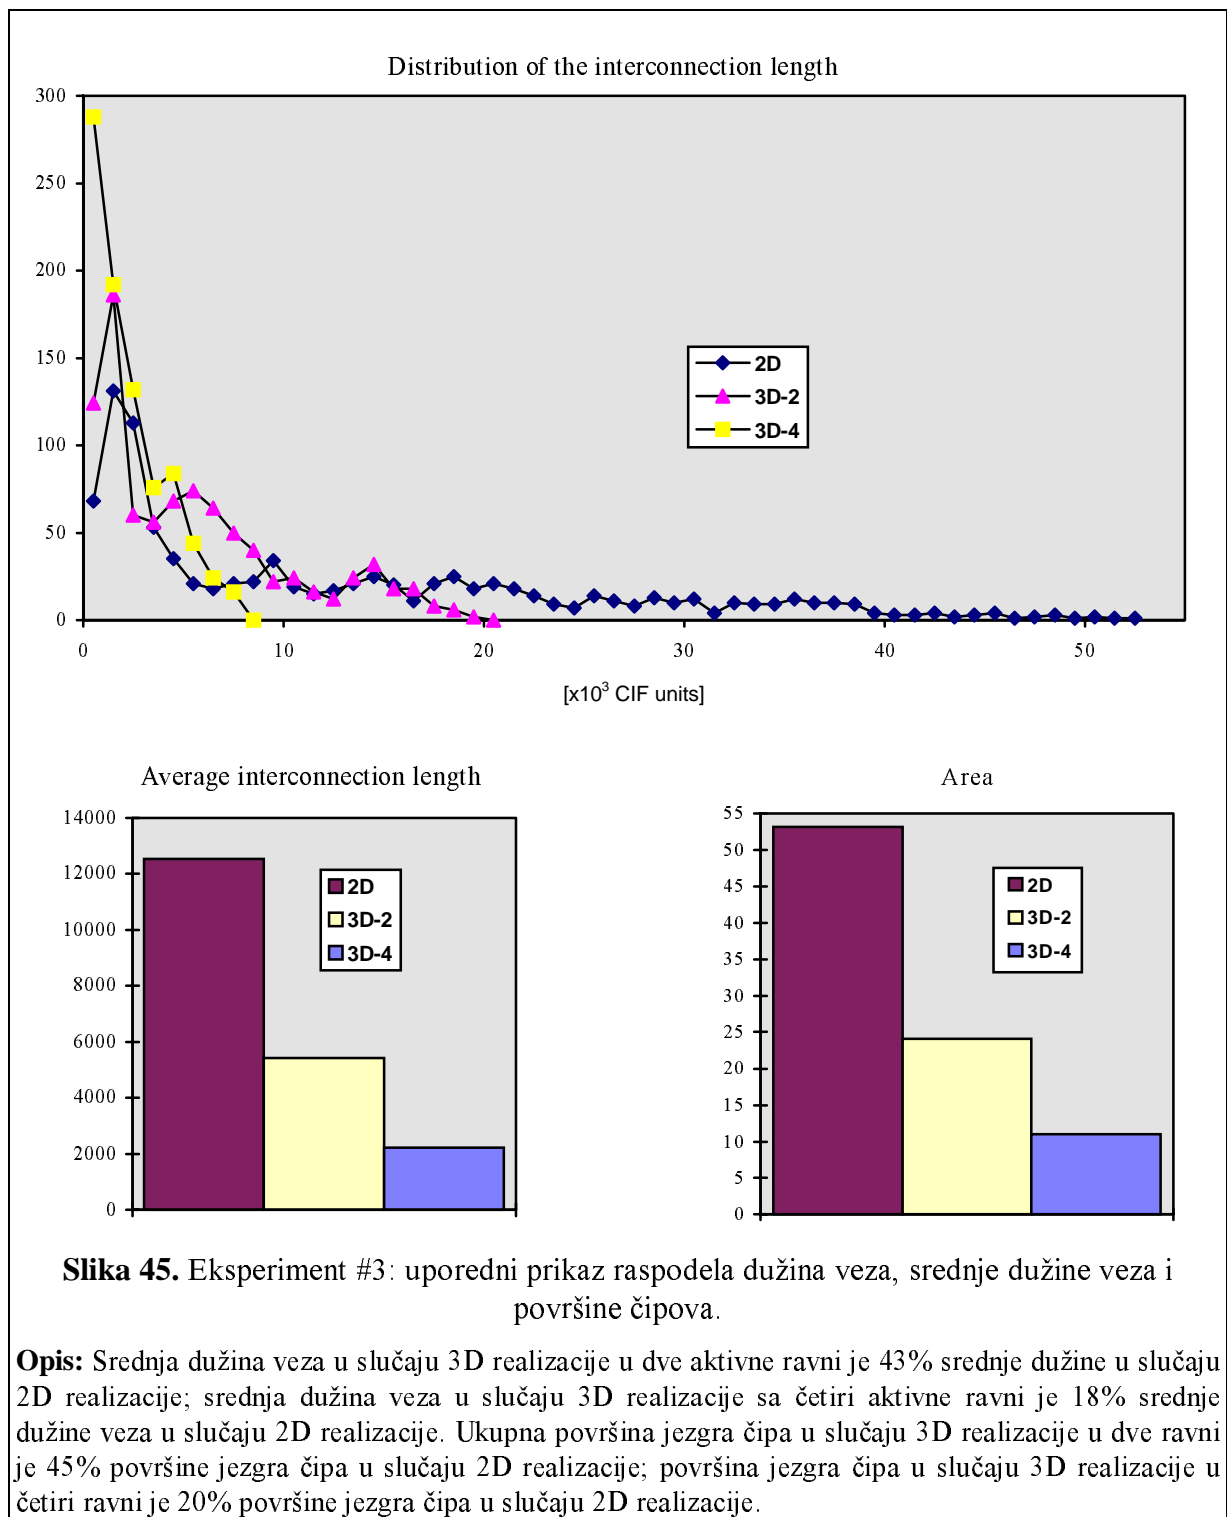 Distribution of the interconnection length
300
250
200
150
100
50
0
0 10 20 30 40 50
2D
3D-2
3D-4
[x10³ CIF units]
Average interconnection length
14000
12000
10000
8000
6000
4000
2000
0
2D
3D-2
3D-4
Area
55
50
45
40
35
30
25
20
15
10
5
0
2D
3D-2
3D-4
Slika 45. Eksperiment #3: uporedni prikaz raspodela dužina veza, srednje dužine veza i
površine čipova.
Opis: Srednja dužina veza u slučaju 3D realizacije u dve aktivne ravni je 43% srednje dužine u slučaju
2D realizacije; srednja dužina veza u slučaju 3D realizacije sa četiri aktivne ravni je 18% srednje
dužine veza u slučaju 2D realizacije. Ukupna površina jezgra čipa u slučaju 3D realizacije u dve ravni
je 45% površine jezgra čipa u slučaju 2D realizacije; površina jezgra čipa u slučaju 3D realizacije u
četiri ravni je 20% površine jezgra čipa u slučaju 2D realizacije.